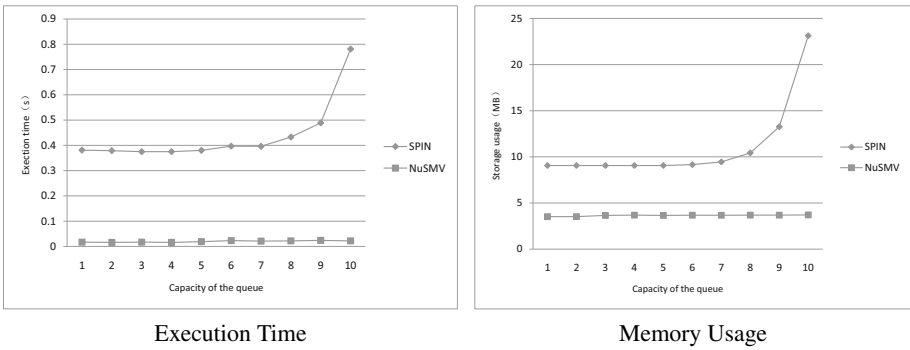 0.9
0.8
0.7
0.6
0.5
0.4
0.3
0.2
0.1
0
Exection time（s）
1 2 3 4 5 6 7 8 9 10
Capacity of the queue
SPIN
NuSMV
Execution Time
25
20
15
10
5
0
Storage usage（MB）
1 2 3 4 5 6 7 8 9 10
Capacity of the queue
SPIN
NuSMV
Memory Usage